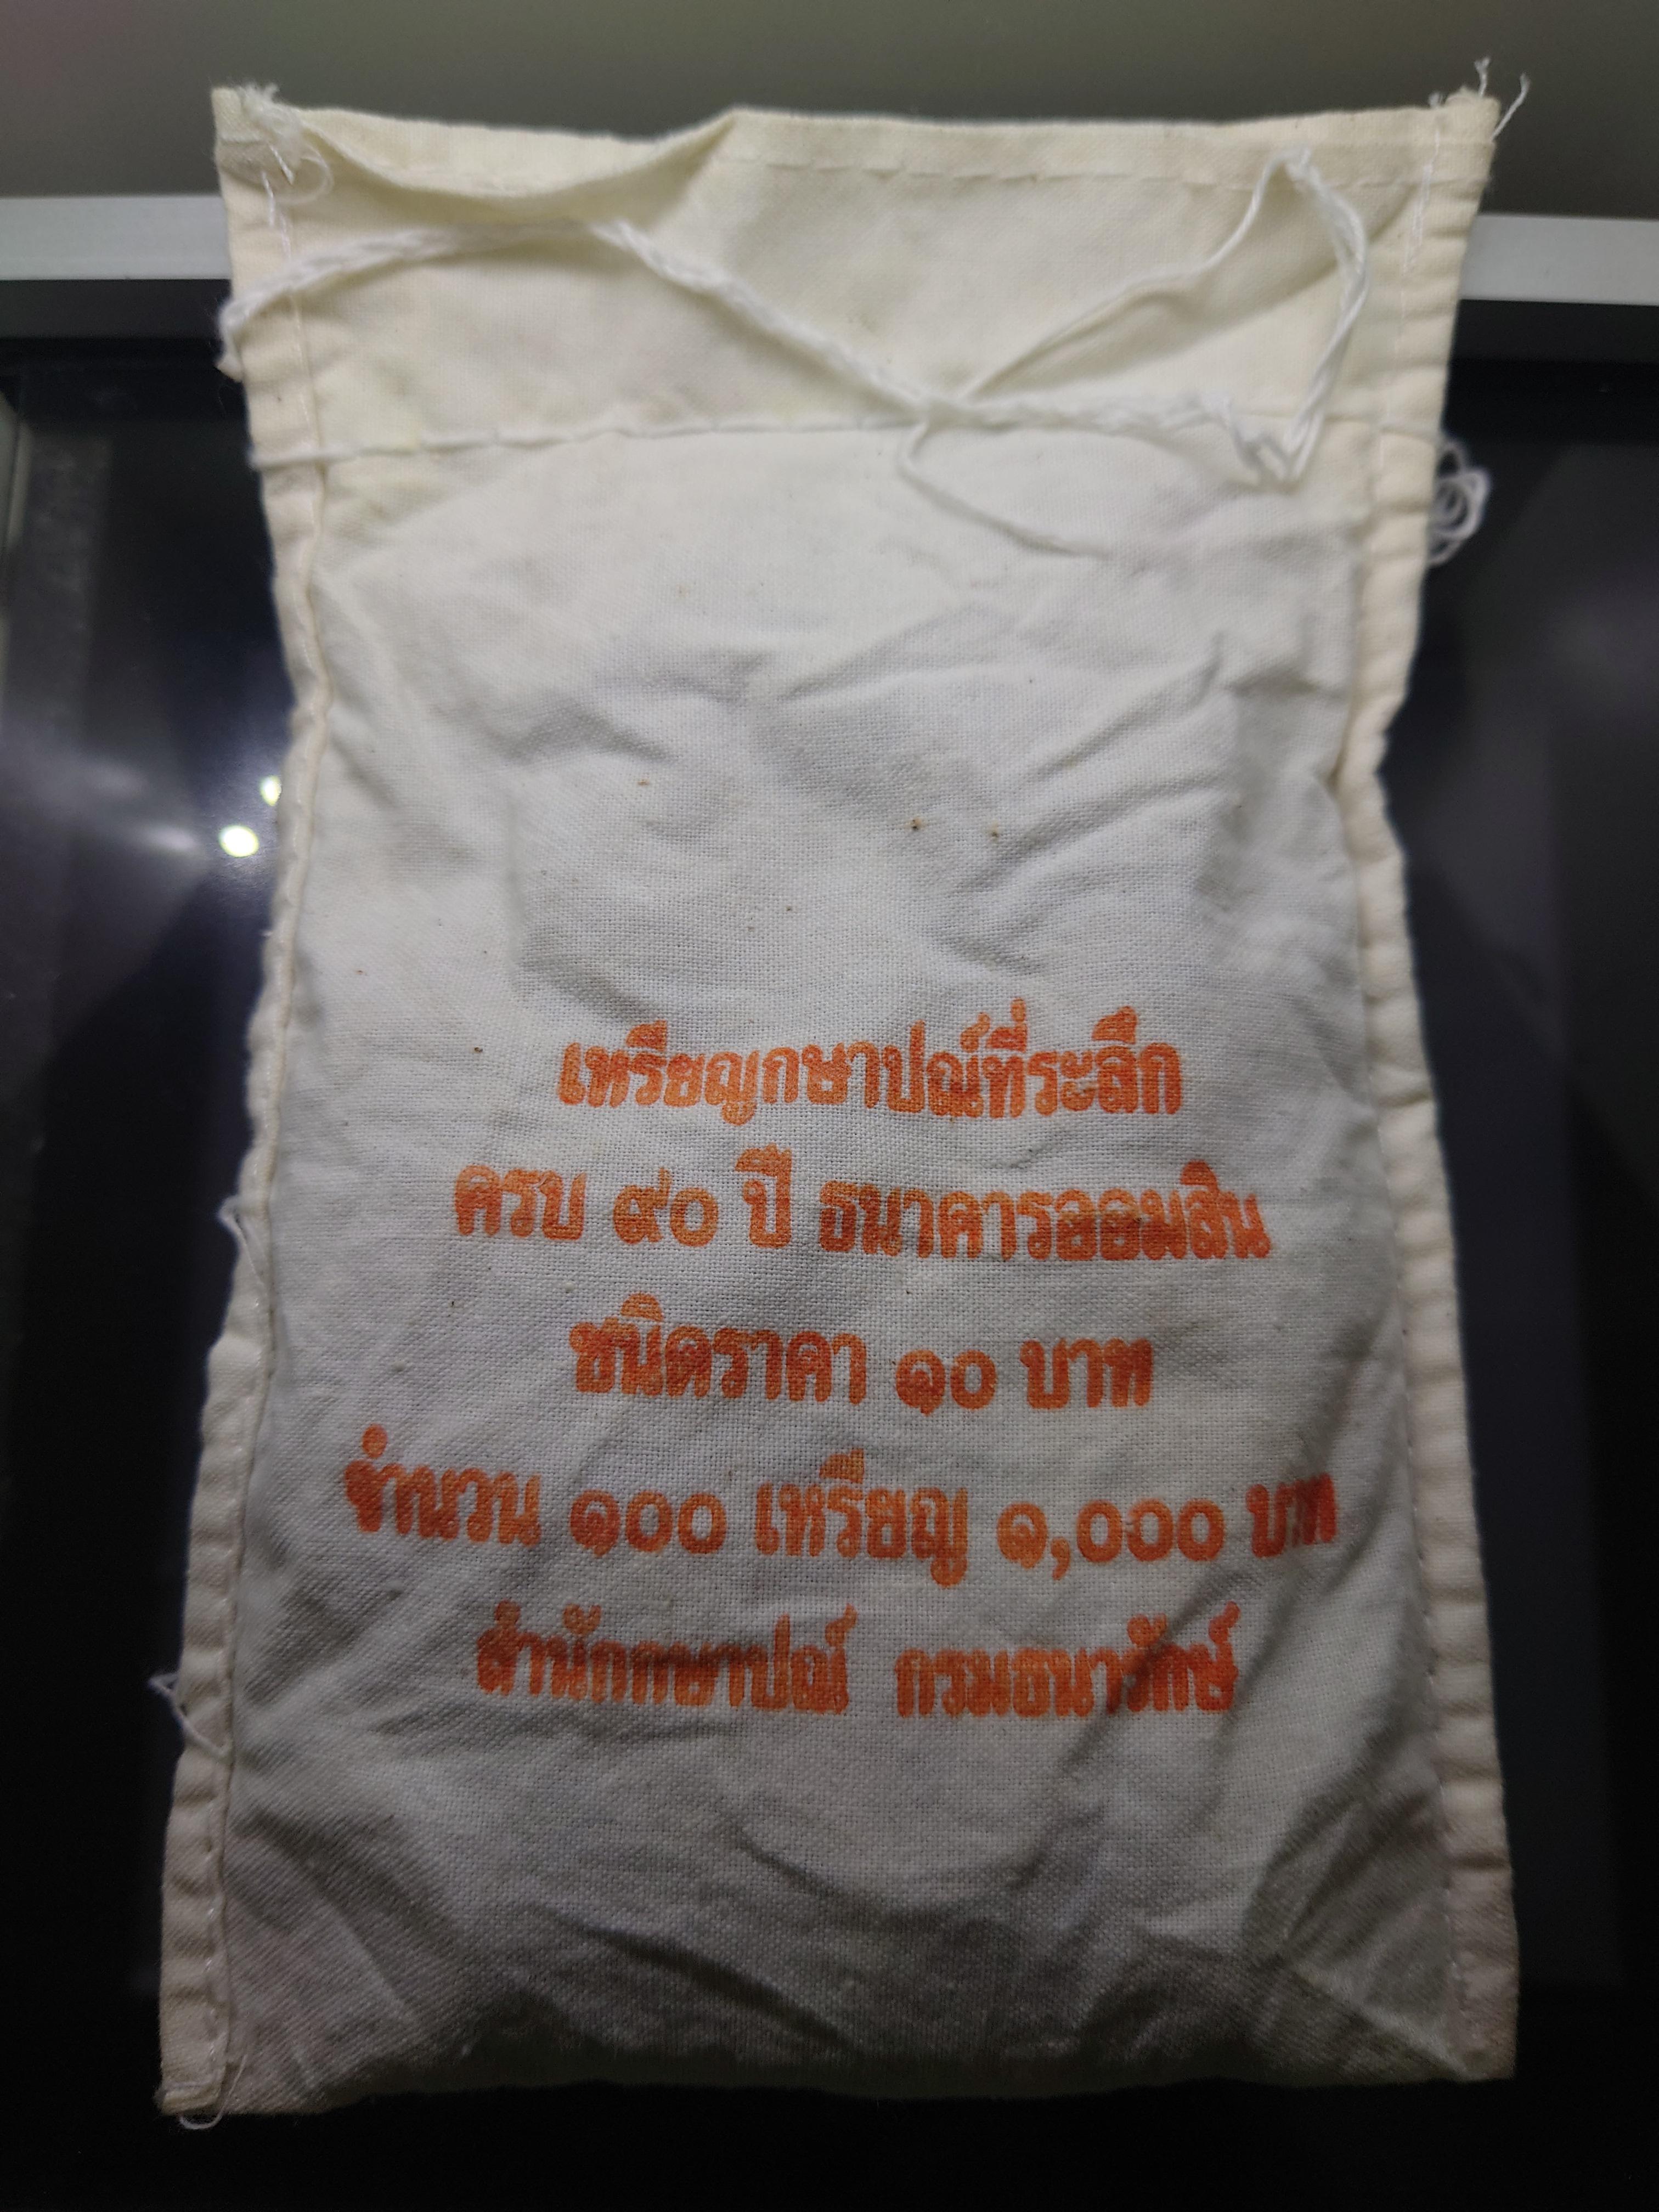 เหรียญกษาปณ์ที่ระลึก
ครบ ๙๐ ปี ธนาคารออมสิน
ชนิดราคา ๑๐ บาท
จำนวน ๑๐๐ เหรียญ ๑,๐๐๐ บาท
สำนักกษาปณ์ กรมธนารักษ์